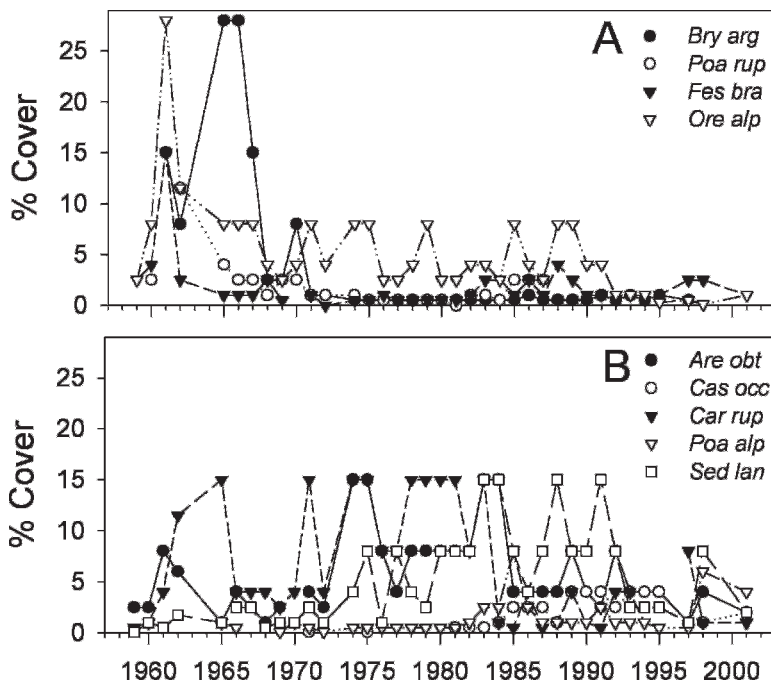 A
Bry arg
Poa rup
Fes bra
Ore alp
% Cover
25
20
15
10
5
0
B
Are obt
Cas occ
Car rup
Poa alp
Sed lan
% Cover
25
20
15
10
5
0
1960 1965 1970 1975 1980 1985 1990 1995 2000